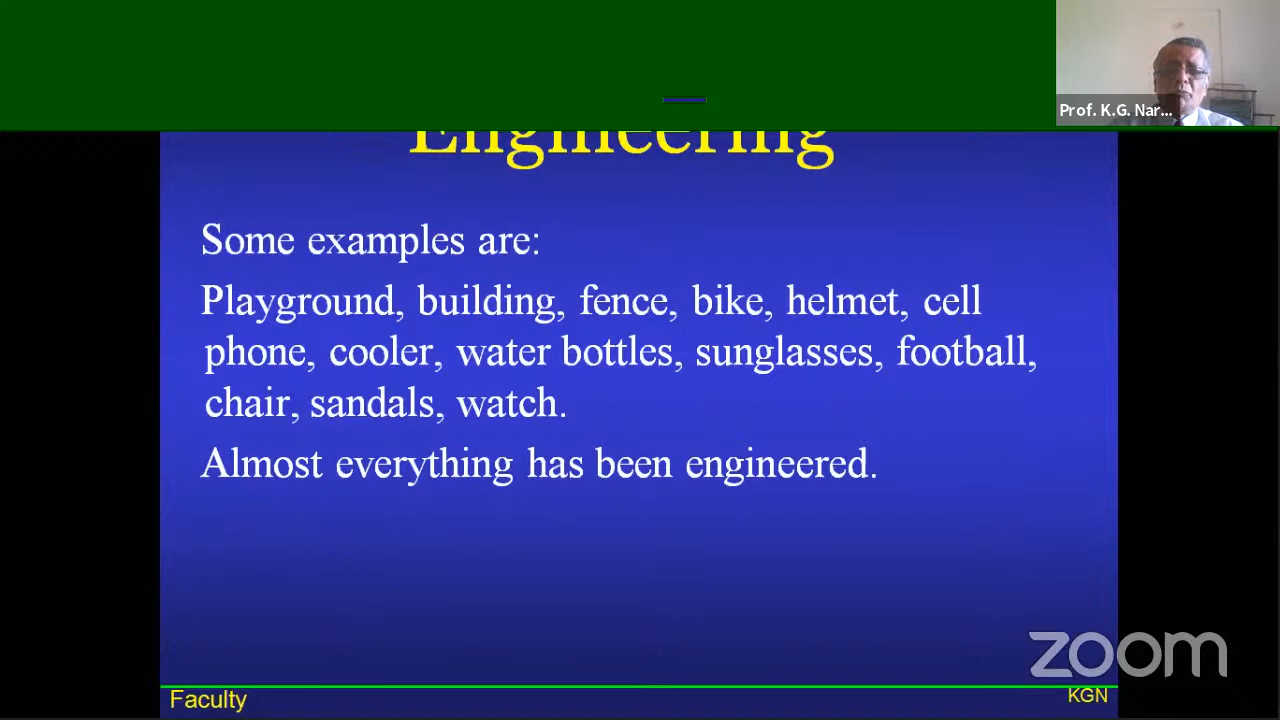 Prof. K.G. Nar...
Engineering
Some examples are:
Playground, building, fence, bike, helmet, cell
phone, cooler, water bottles, sunglasses, football,
chair, sandals, watch.
Almost everything has been engineered.
zoom
Faculty
KGN